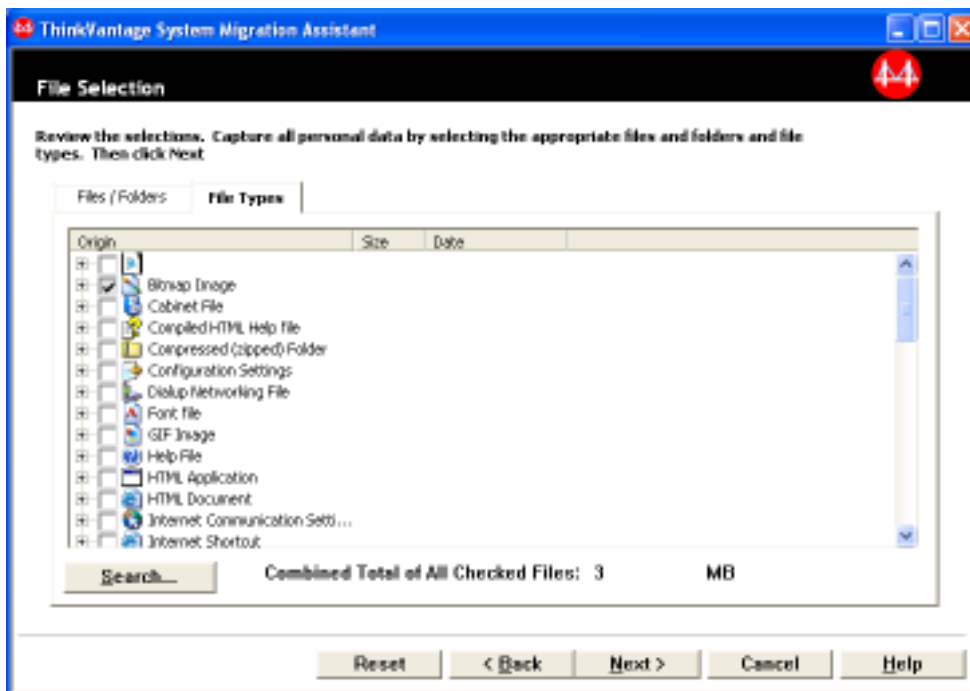 ThinkVantage System Migration Assistant
File Selection
Review the selections. Capture all personal data by selecting the appropriate files and folders and file
types. Then click Next
Files / Folders File Types
Origin Size Date
Bitmap Image
Cabinet File
Compiled HTML Help file
Compressed (zipped) Folder
Configuration Settings
Dialup Networking File
Font file
GIF Image
Help File
HTML Application
HTML Document
Internet Communication Setti...
Internet Shortcut
Search... Combined Total of All Checked Files: 3 MB
Reset < Back Next > Cancel Help